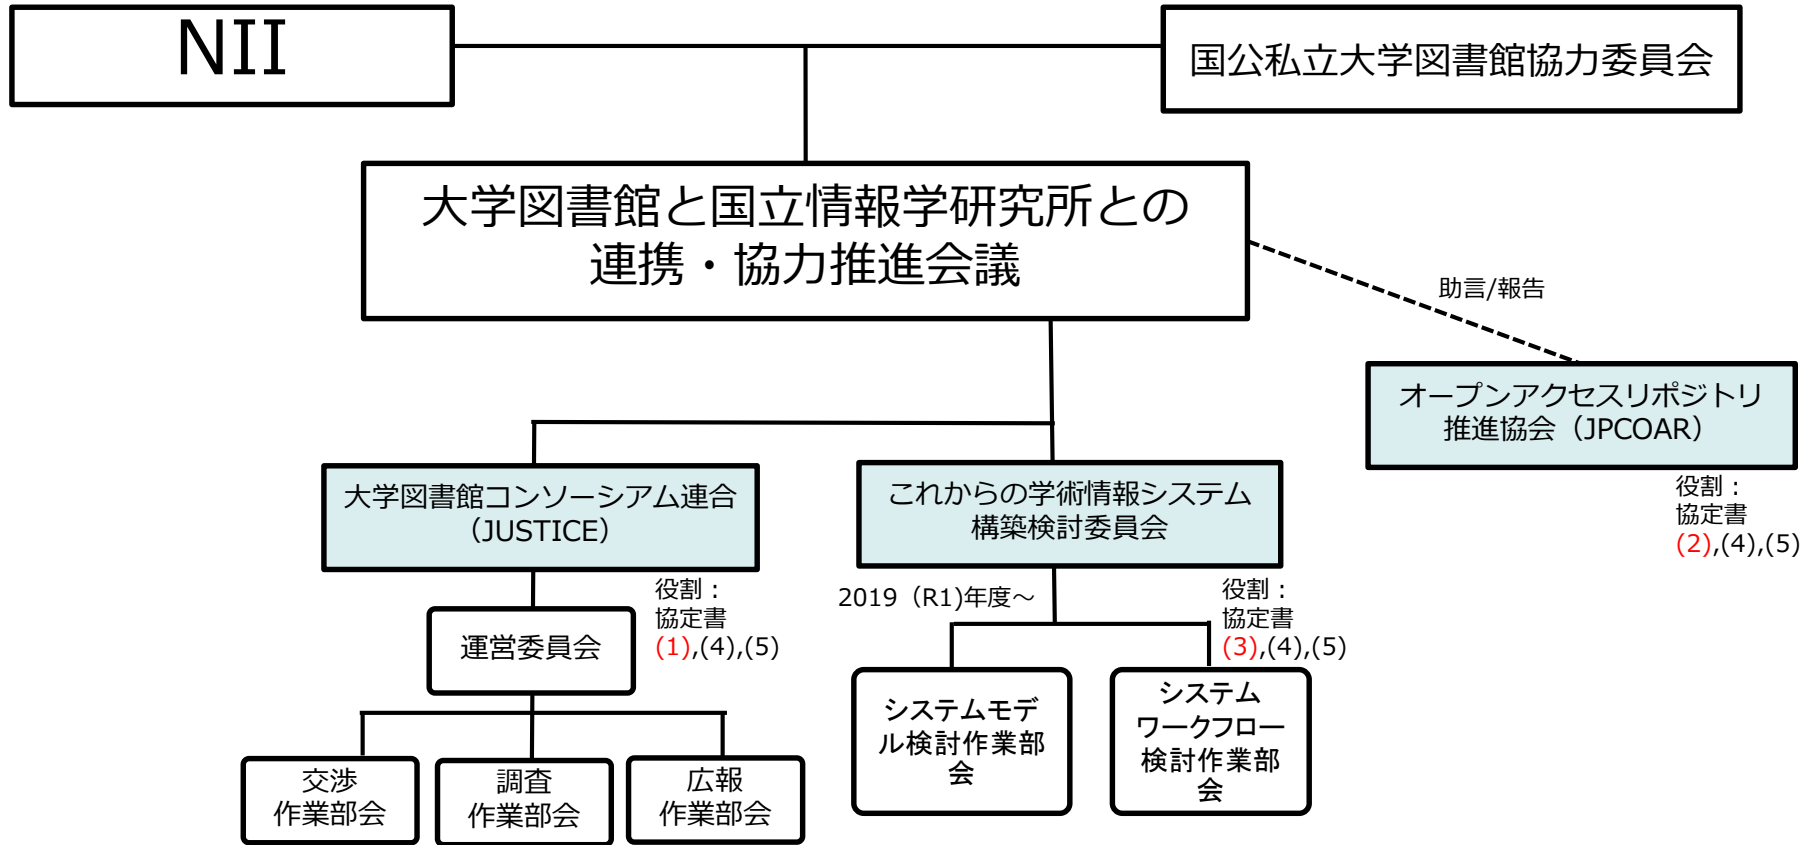 NII
国公私立大学図書館協力委員会
大学図書館と国立情報学研究所との
連携・協力推進会議
助言/報告
オープンアクセスリポジトリ
推進協会（JPCOAR）
役割：
協定書
(2),(4),(5)
大学図書館コンソーシアム連合
（JUSTICE）
これからの学術情報システム
構築検討委員会
役割：
協定書
(1),(4),(5)
2019（R1)年度～
役割：
協定書
(3),(4),(5)
運営委員会
システムモデ
ル検討作業部
会
システム
ワークフロー
検討作業部
会
交渉
作業部会
調査
作業部会
広報
作業部会